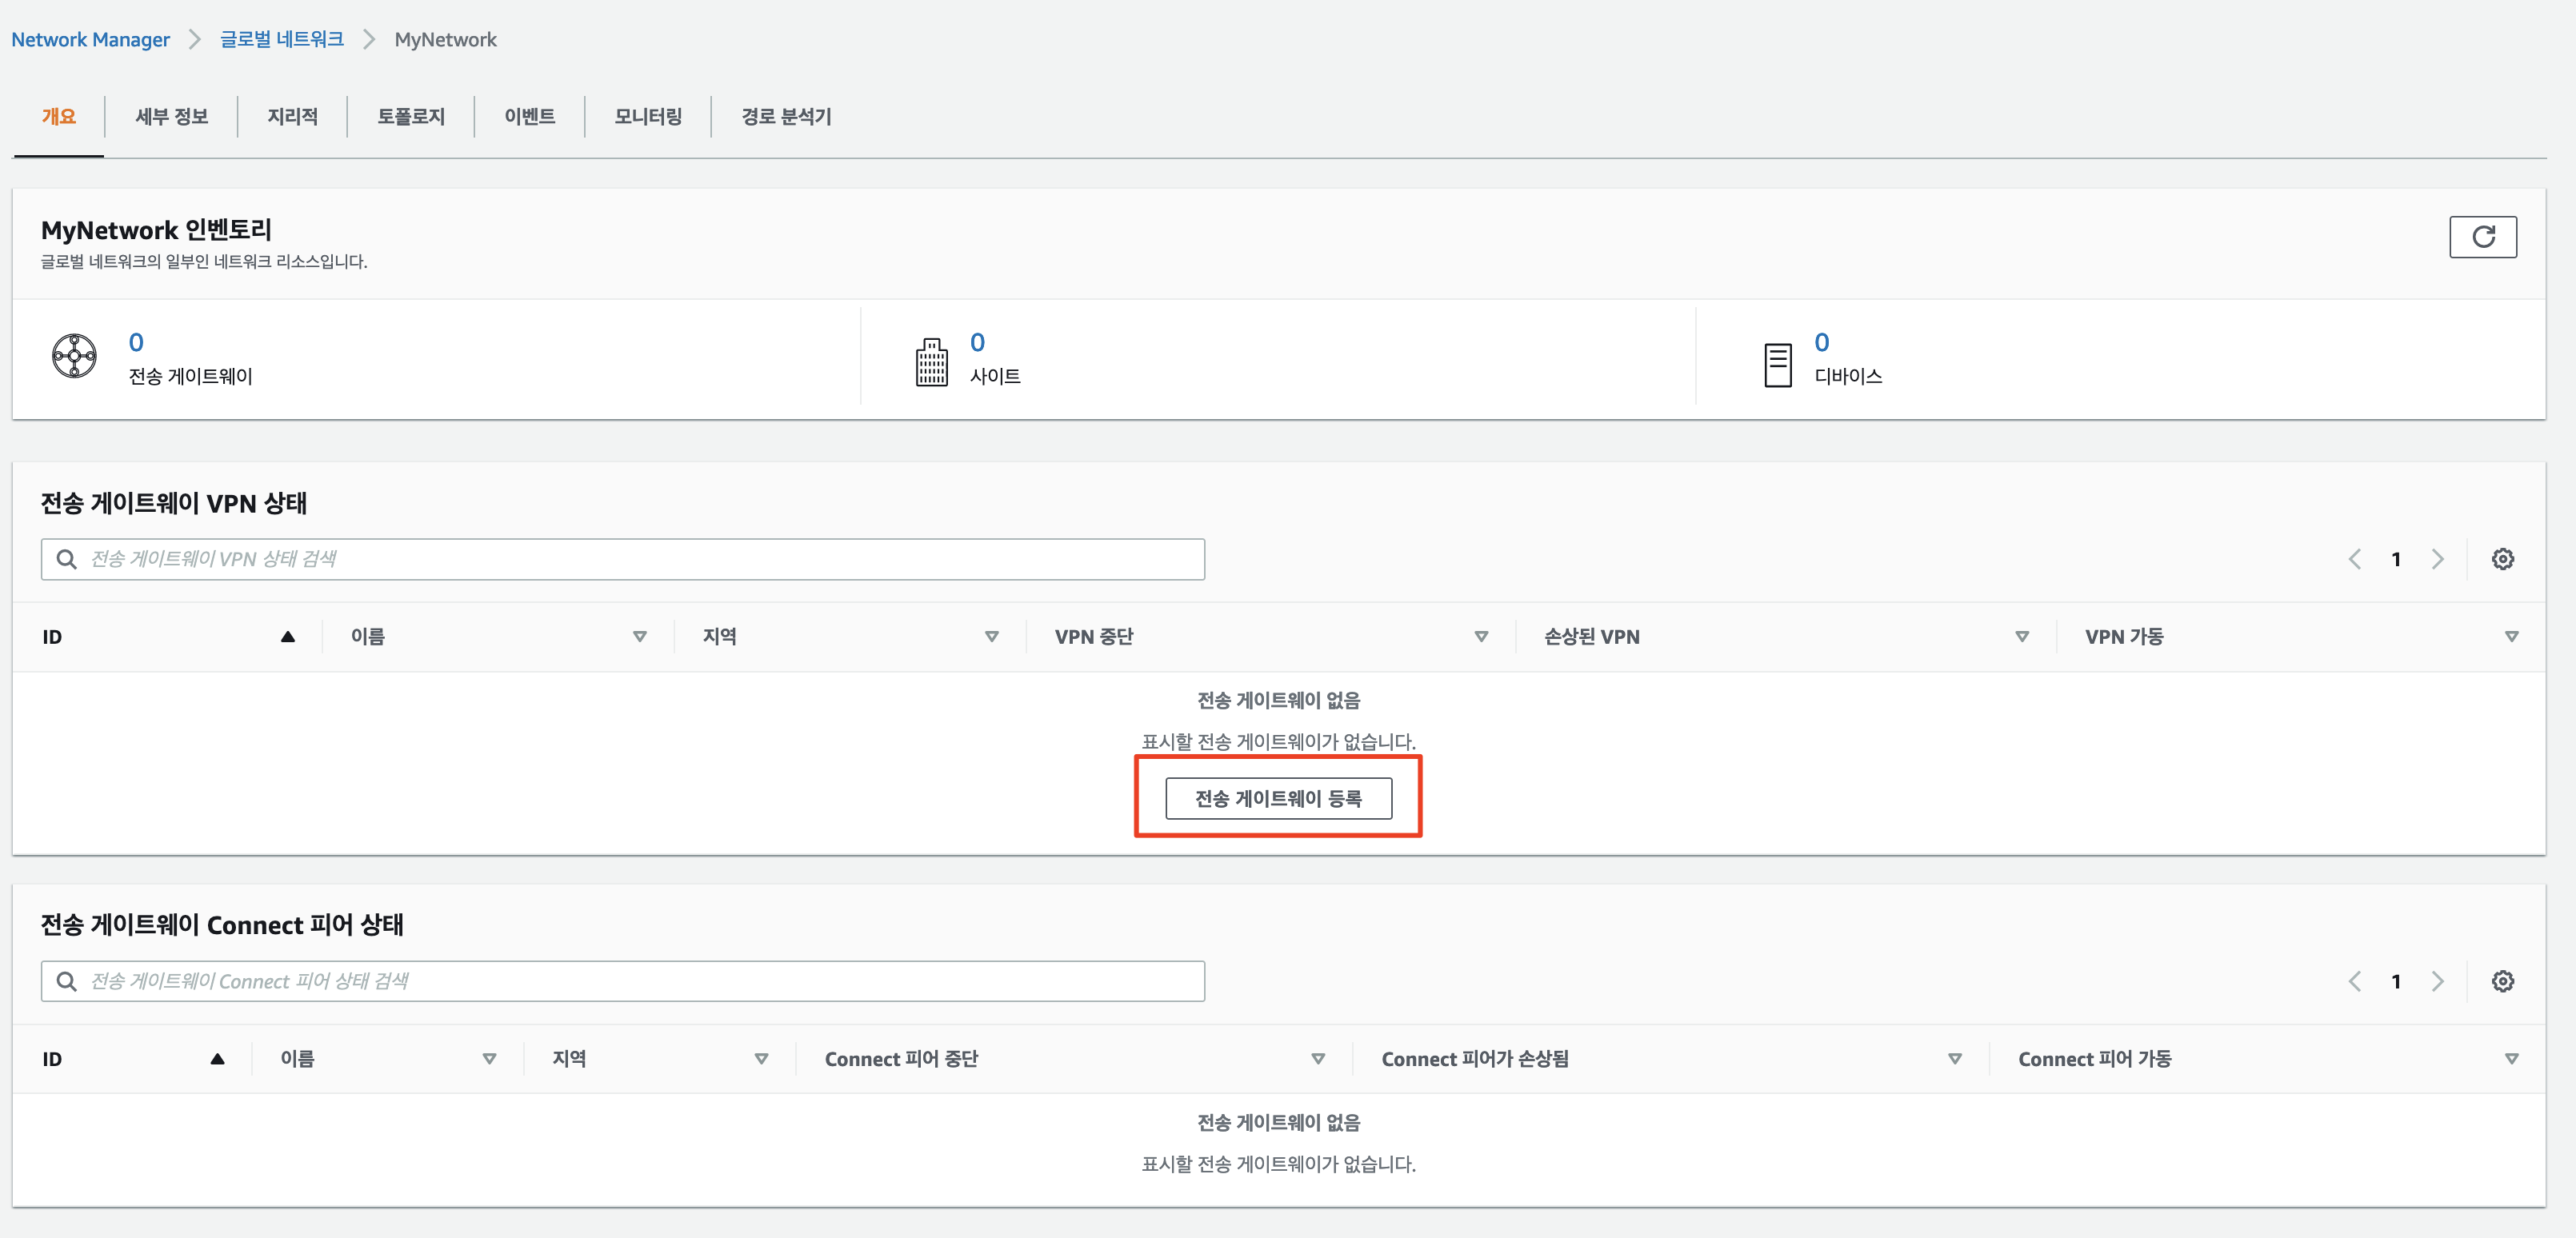 Network Manager 글로벌 네트워크 MyNetwork
개요 세부 정보 지리적 토폴로지 이벤트 모니터링 경로 분석기
MyNetwork 인벤토리
글로벌 네트워크의 일부인 네트워크 리소스입니다.
0
전송 게이트웨이
0
사이트
0
디바이스
전송 게이트웨이 VPN 상태
전송 게이트웨이 VPN 상태 검색
1
ID 이름 지역 VPN 중단 손상된 VPN VPN 가동
전송 게이트웨이 없음
표시할 전송 게이트웨이가 없습니다.
전송 게이트웨이 등록
전송 게이트웨이 Connect 피어 상태
전송 게이트웨이 Connect 피어 상태 검색
1
ID 이름 지역 Connect 피어 중단 Connect 피어가 손상됨 Connect 피어 가동
전송 게이트웨이 없음
표시할 전송 게이트웨이가 없습니다.